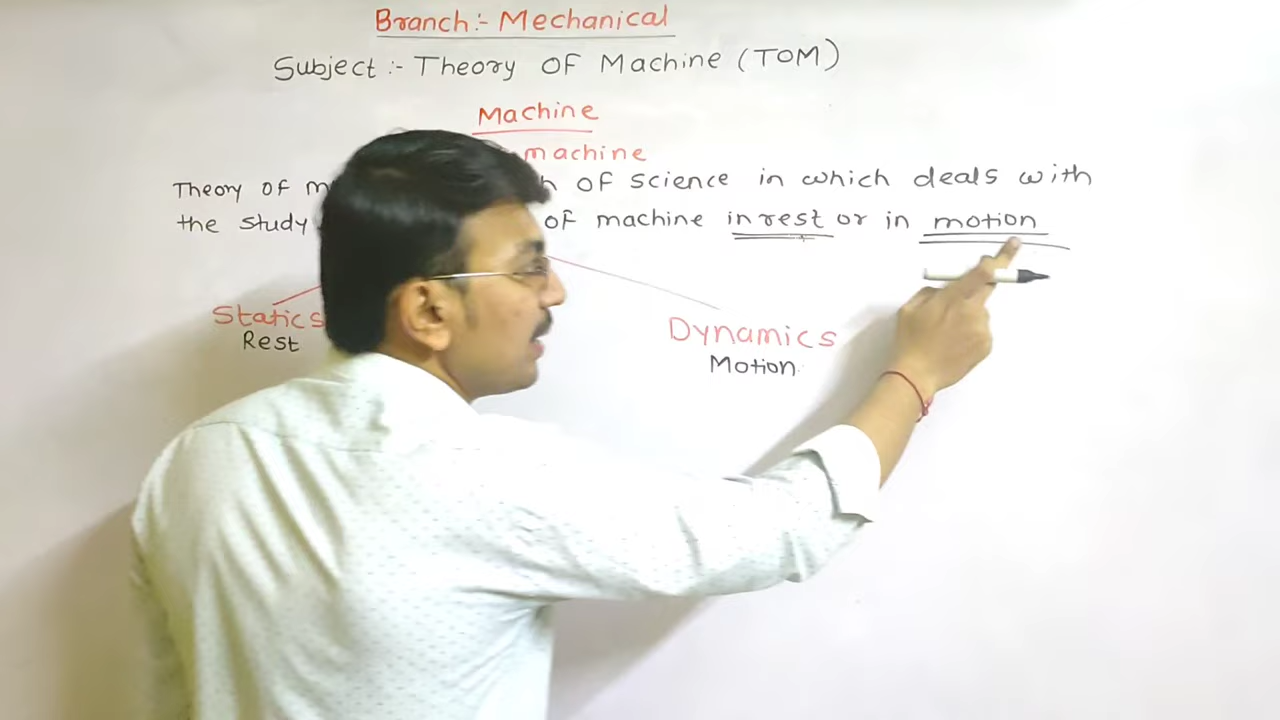 Branch:- Mechanical
Subject:- Theory OF Machine (TOM)
Machine
machine
Theory OF of science in which deals with
the study of machine in rest or in motion
Statics Dynamics
Rest Motion